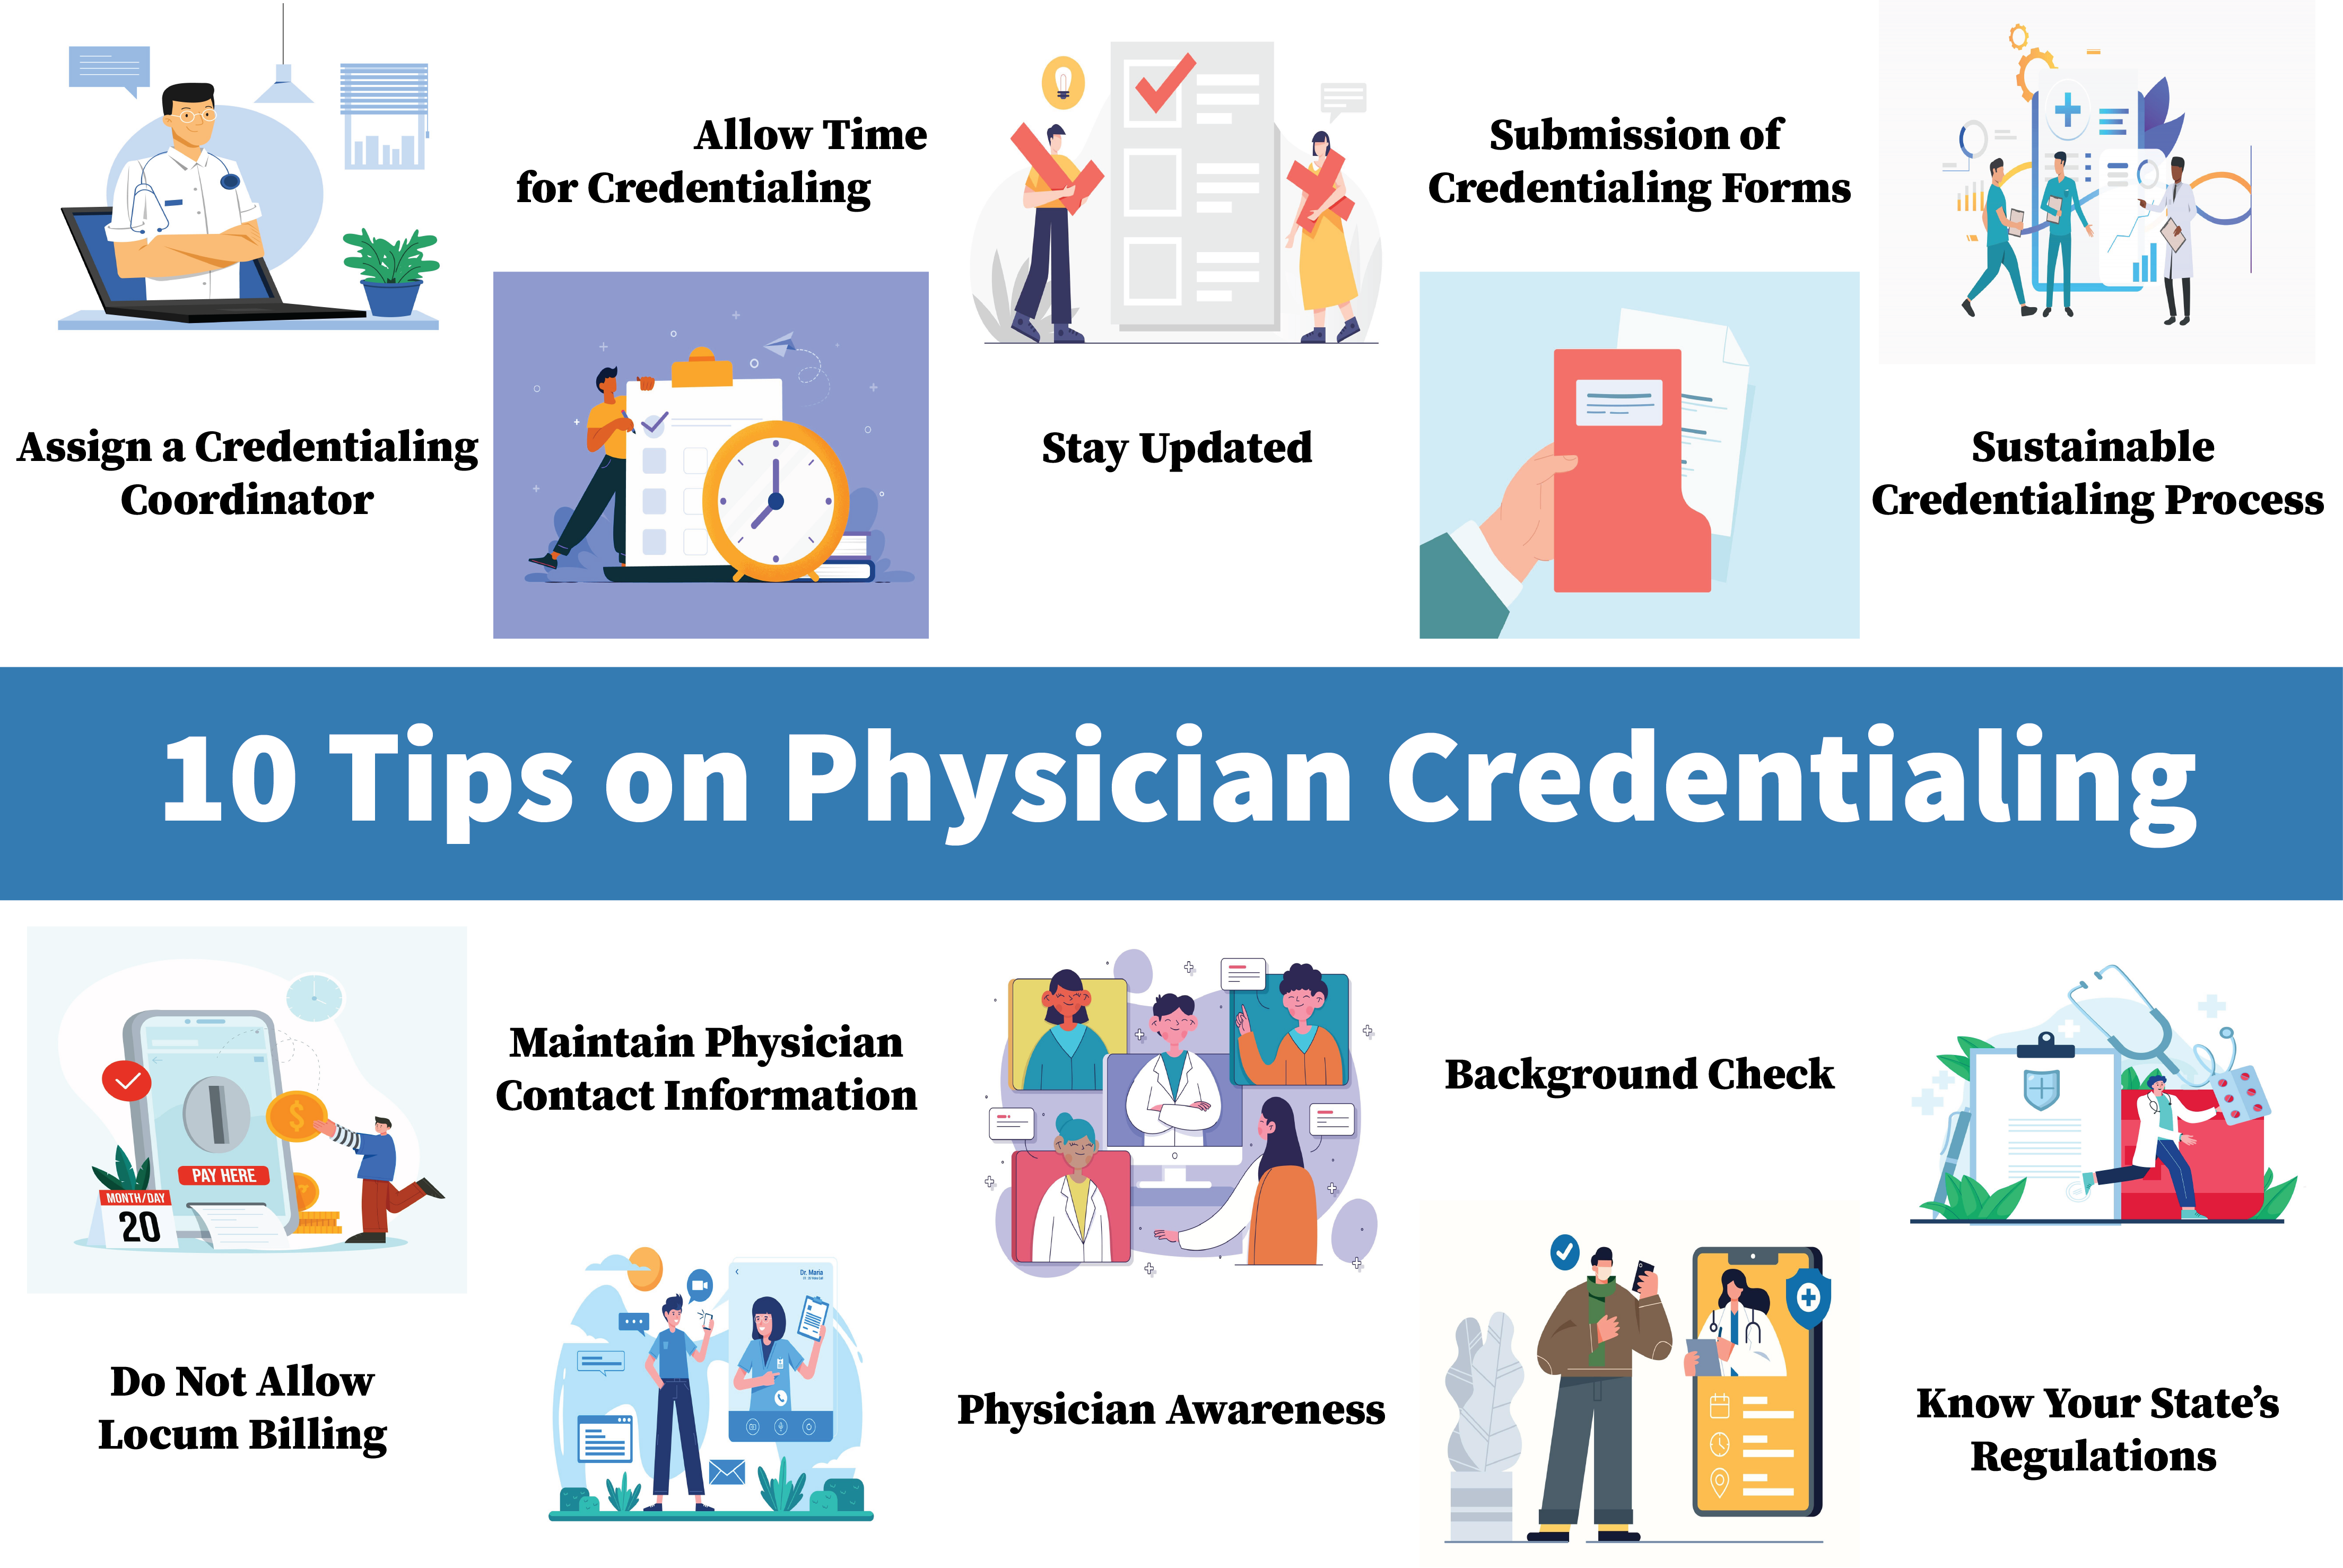 Allow Time
for Credentialing
Submission of
Credentialing Forms
Assign a Credentialing
Coordinator
Stay Updated
Sustainable
Credentialing Process
10 Tips on Physician Credentialing
PAY HERE
MONTH/DAY
20
Do Not Allow
Locum Billing
Maintain Physician
Contact Information
Dr. Maria
Physician Awareness
Background Check
Know Your State’s
Regulations